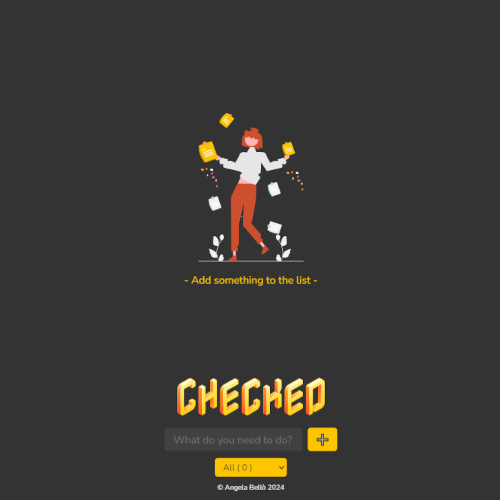 - Add something to the list -
CHECKED
What do you need to do?
All ( 0 )
© Angela Bellò 2024